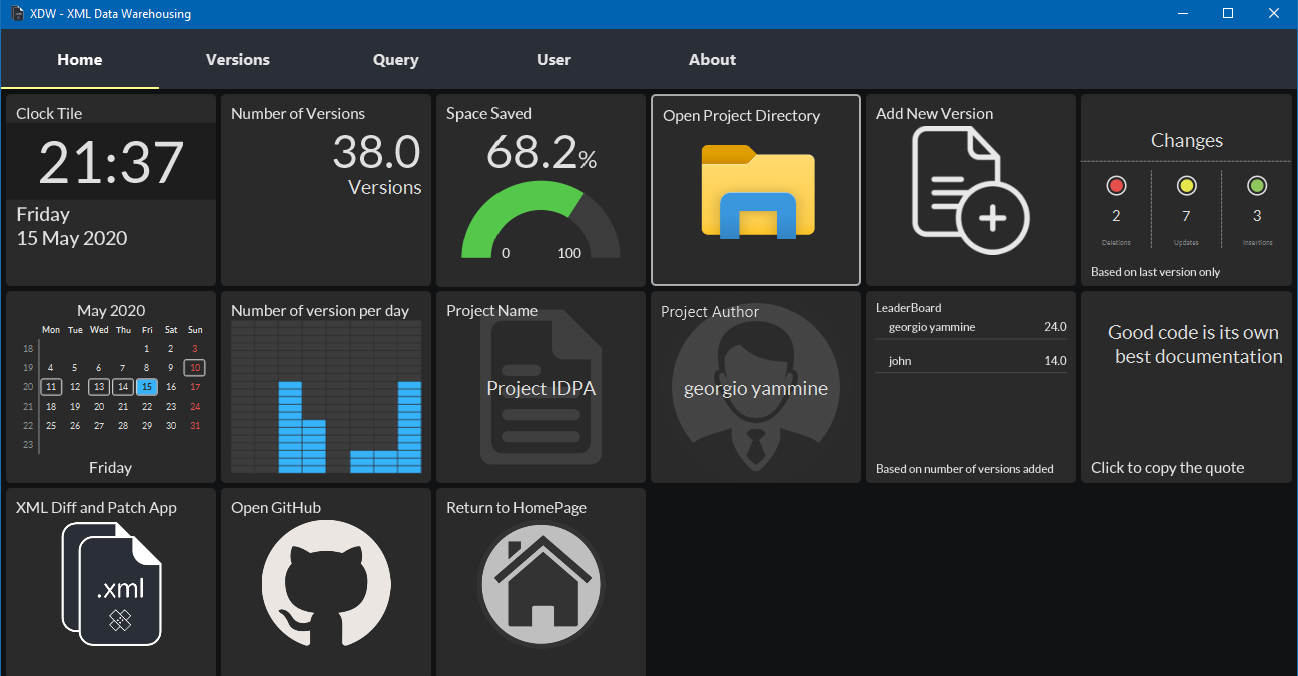 XDW - XML Data Warehousing
Home
Versions
Query
User
About
Clock Tile
21:37
Friday
15 May 2020
Number of Versions
38.0
Versions
Space Saved
68.2%
0
100
Open Project Directory
Add New Version
Changes
2
7
3
Deletions
Updates
Insertions
Based on last version only
May 2020
Mon Tue Wed Thu Fri Sat Sun
18 1 2 3
19 4 5 6 7 8 9 10
20 11 12 13 14 15 16 17
21 18 19 20 21 22 23 24
22 25 26 27 28 29 30 31
23
Friday
Number of version per day
Project Name
Project IDPA
Project Author
georgio yammine
LeaderBoard
georgio yammine 24.0
john 14.0
Based on number of versions added
Good code is its own
best documentation
Click to copy the quote
XML Diff and Patch App
.xml
Open GitHub
Return to HomePage